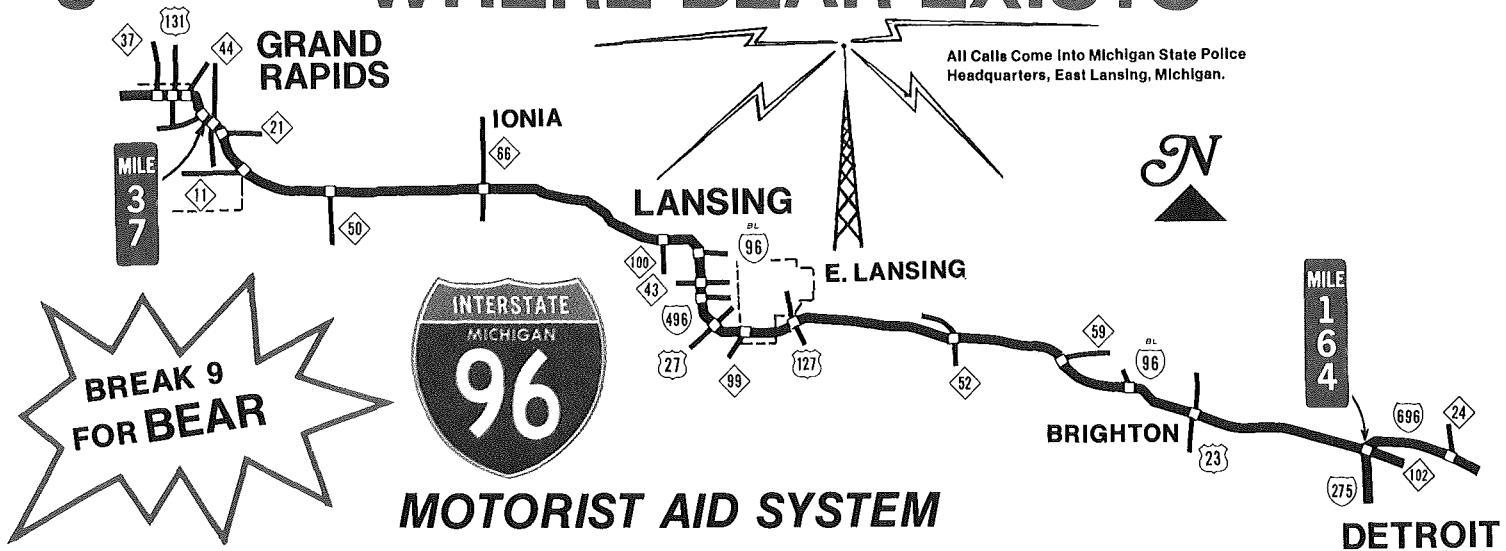 WHERE BEAR EXISTS
All Calls Come Into Michigan State Police
Headquarters, East Lansing, Michigan.
37
131
44
GRAND
RAPIDS
21
MILE
3
7
11
50
IONIA
66
LANSING
BL
96
100
43
E. LANSING
496
27
99
127
52
59
BL
96
BRIGHTON
23
MILE
1
6
4
696
24
102
275
DETROIT
N
BREAK 9
FOR BEAR
INTERSTATE
MICHIGAN
96
MOTORIST AID SYSTEM